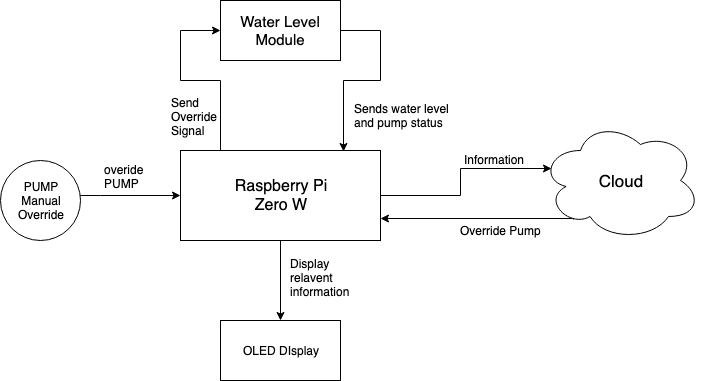 Water Level
Module
Send
Override
Signal
Sends water level
and pump status
overide
PUMP
PUMP
Manual
Override
Raspberry Pi
Zero W
Information
Cloud
Override Pump
Display
relavent
information
OLED DIsplay